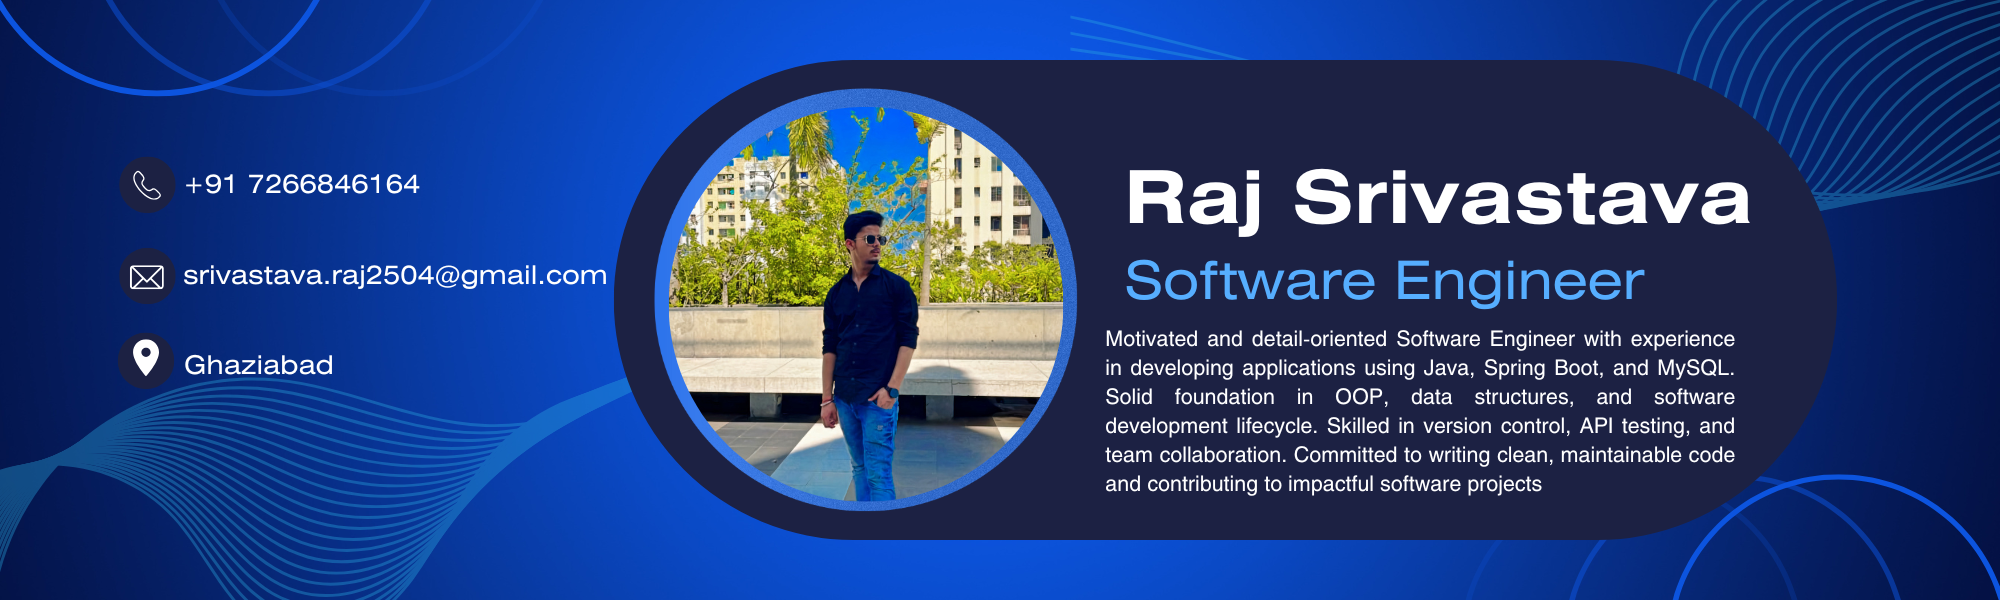 +91 7266846164
srivastava.raj2504@gmail.com
Ghaziabad
Raj Srivastava
Software Engineer
Motivated and detail-oriented Software Engineer with experience
in developing applications using Java, Spring Boot, and MySQL.
Solid foundation in OOP, data structures, and software
development lifecycle. Skilled in version control, API testing, and
team collaboration. Committed to writing clean, maintainable code
and contributing to impactful software projects